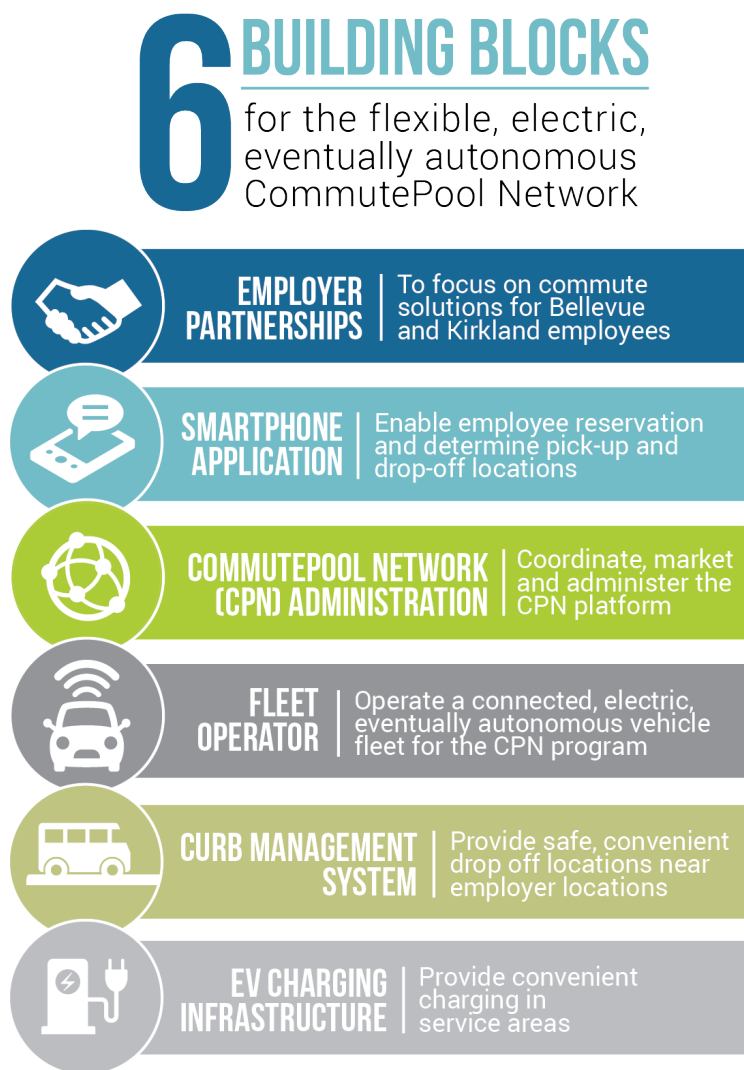 6 BUILDING BLOCKS
for the flexible, electric,
eventually autonomous
CommutePool Network
EMPLOYER
PARTNERSHIPS
To focus on commute
solutions for Bellevue
and Kirkland employees
SMARTPHONE
APPLICATION
Enable employee reservation
and determine pick-up and
drop-off locations
COMMUTEPOOL NETWORK
(CPN) ADMINISTRATION
Coordinate, market
and administer the
CPN platform
FLEET
OPERATOR
Operate a connected, electric,
eventually autonomous vehicle
fleet for the CPN program
CURB MANAGEMENT
SYSTEM
Provide safe, convenient
drop off locations near
employer locations
EV CHARGING
INFRASTRUCTURE
Provide convenient
charging in
service areas